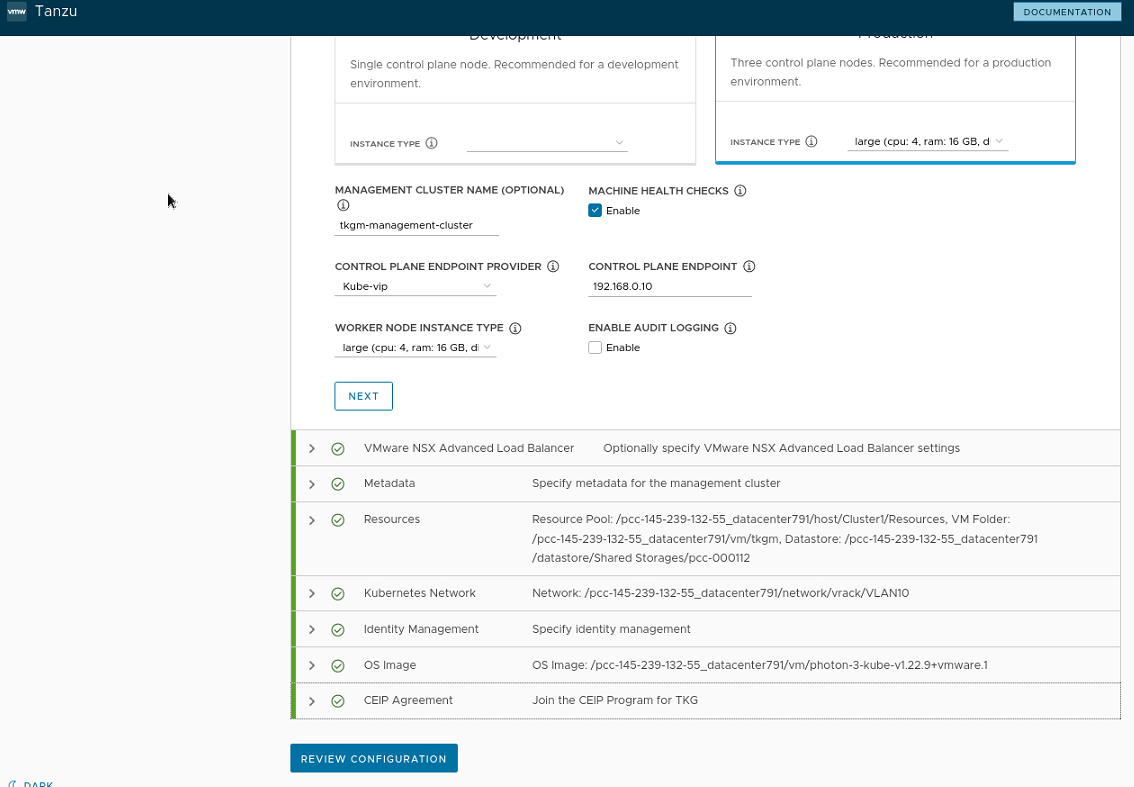 vmw Tanzu
DOCUMENTATION
Development
Single control plane node. Recommended for a development
environment.
INSTANCE TYPE
Production
Three control plane nodes. Recommended for a production
environment.
INSTANCE TYPE
large (cpu: 4, ram: 16 GB, d
MANAGEMENT CLUSTER NAME (OPTIONAL)
tkgm-management-cluster
MACHINE HEALTH CHECKS
Enable
CONTROL PLANE ENDPOINT PROVIDER
Kube-vip
CONTROL PLANE ENDPOINT
192.168.0.10
WORKER NODE INSTANCE TYPE
large (cpu: 4, ram: 16 GB, di
ENABLE AUDIT LOGGING
Enable
NEXT
VMware NSX Advanced Load Balancer Optionally specify VMware NSX Advanced Load Balancer settings
Metadata Specify metadata for the management cluster
Resources Resource Pool: /pcc-145-239-132-55_datacenter791/host/Cluster1/Resources, VM Folder:
/pcc-145-239-132-55_datacenter791/vm/tkgm, Datastore: /pcc-145-239-132-55_datacenter791
/datastore/Shared Storages/pcc-000112
Kubernetes Network Network: /pcc-145-239-132-55_datacenter791/network/vrack/VLAN10
Identity Management Specify identity management
OS Image OS Image: /pcc-145-239-132-55_datacenter791/vm/photon-3-kube-v1.22.9+vmware.1
CEIP Agreement Join the CEIP Program for TKG
REVIEW CONFIGURATION
DARK